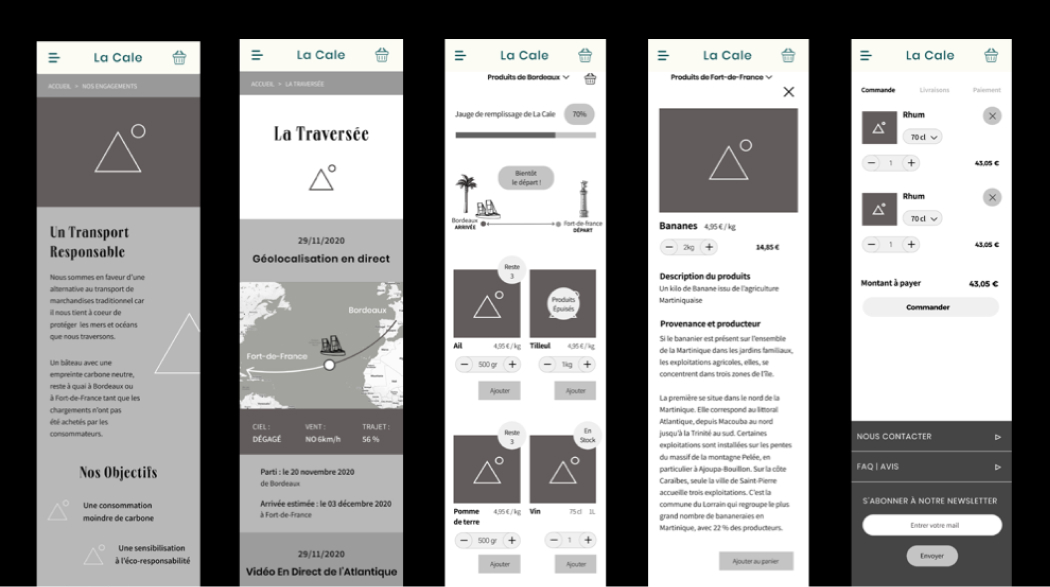 La Cale
ACCUEIL > NOS ENGAGEMENTS
Un Transport
Responsable
Nous sommes en faveur d'une
alternative au transport de
marchandises traditionnel car
il nous tient à coeur de
protéger les mers et océans
que nous traversons.
Un bâteau avec une
empreinte carbone neutre,
reste à quai à Bordeaux ou
à Fort-de-France tant que les
chargements n'ont pas
été achetés par les
consommateurs.
Nos Objectifs
Une consommation
moindre de carbone
Une sensibilisation
à l'éco-responsabilité
La Cale
ACCUEIL > LA TRAVERSÉE
La Traversée
29/11/2020
Géolocalisation en direct
Bordeaux
Fort-de-France
CIEL : VENT : TRAJET :
DÉGAGÉ NO 6km/h 56 %
Parti : le 20 novembre 2020
de Bordeaux
Arrivée estimée : le 03 décembre 2020
à Fort-de-France
29/11/2020
Vidéo En Direct de l'Atlantique
La Cale
Produits de Bordeaux
Jauge de remplissage de La Cale 70%
Bientôt
le départ !
Bordeaux Fort-de-France
ARRIVÉE DÉPART
Reste
3
Produits
Épuisés
Ail 4,95 € / kg Tilleul 4,95 € / kg
− 500 gr + − 1kg +
Ajouter Ajouter
Reste
3
En
Stock
Pomme
de terre
4,95 € / kg Vin 75 cl 1L
− 500 gr + − 1 +
Ajouter Ajouter
La Cale
Produits de Fort-de-France
Bananes 4,95 € / kg
− 2kg + 14,85 €
Description du produits
Un kilo de Banane issu de l'agriculture
Martiniquaise
Provenance et producteur
Si le bananier est présent sur l'ensemble
de la Martinique dans les jardins familiaux,
les exploitations agricoles, elles, se
concentrent dans trois zones de l'île.
La première se situe dans le nord de la
Martinique. Elle correspond au littoral
Atlantique, depuis Macouba au nord
jusqu'à la Trinité au sud. Certaines
exploitations sont installées sur les pentes
du massif de la montagne Pelée, en
particulier à Ajoupa-Bouillon. Sur la côte
Caraïbes, seule la ville de Saint-Pierre
accueille trois exploitations. C'est la
commune du Lorrain qui regroupe le plus
grand nombre de bananeraies en
Martinique, avec 22 % des producteurs.
Ajouter au panier
La Cale
Commande Livraisons Paiement
Rhum
70 cl
− 1 + 43,05 €
Rhum
70 cl
− 1 + 43,05 €
Montant à payer 43,05 €
Commander
NOUS CONTACTER
FAQ | AVIS
S'ABONNER À NOTRE NEWSLETTER
Entrer votre mail
Envoyer